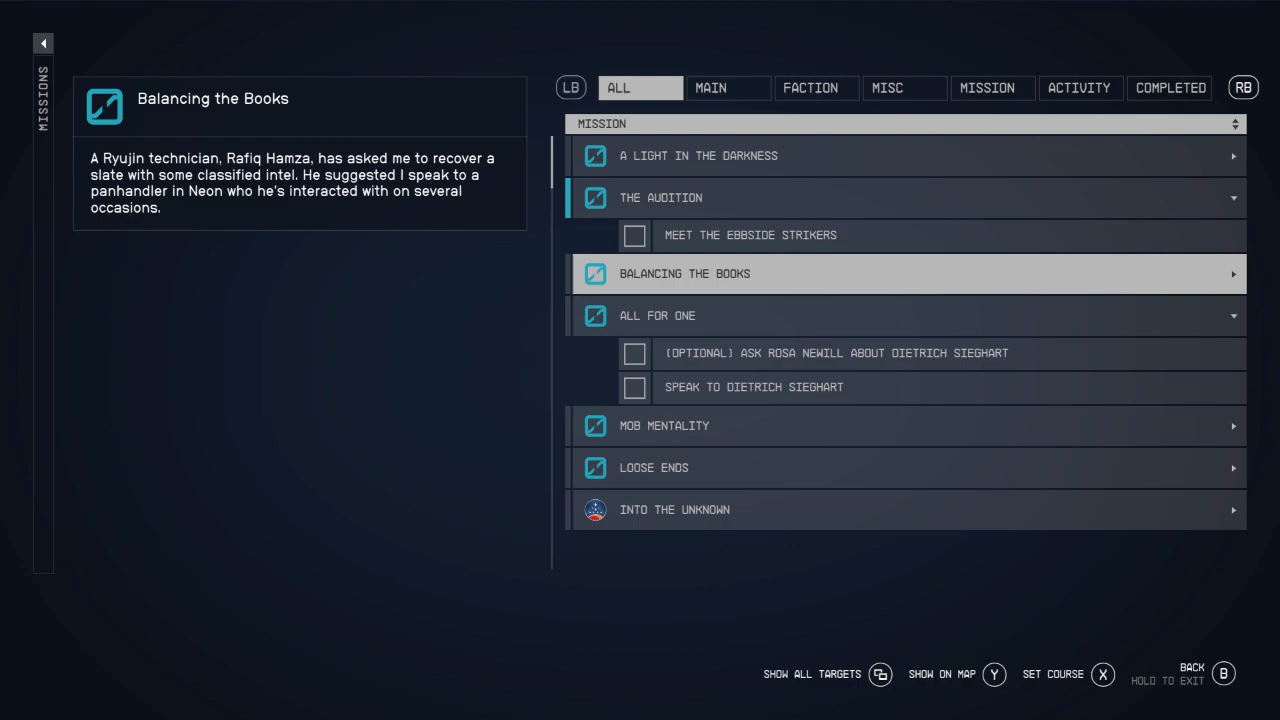 MISSIONS
Balancing the Books
A Ryujin technician, Rafiq Hamza, has asked me to recover a
slate with some classified intel. He suggested I speak to a
panhandler in Neon who he's interacted with on several
occasions.
LB
ALL
MAIN
FACTION
MISC
MISSION
ACTIVITY
COMPLETED
RB
MISSION
A LIGHT IN THE DARKNESS
THE AUDITION
MEET THE EBBSIDE STRIKERS
BALANCING THE BOOKS
ALL FOR ONE
(OPTIONAL) ASK ROSA NEWILL ABOUT DIETRICH SIEGHART
SPEAK TO DIETRICH SIEGHART
MOB MENTALITY
LOOSE ENDS
INTO THE UNKNOWN
SHOW ALL TARGETS
SHOW ON MAP Y
SET COURSE X
BACK B
HOLD TO EXIT